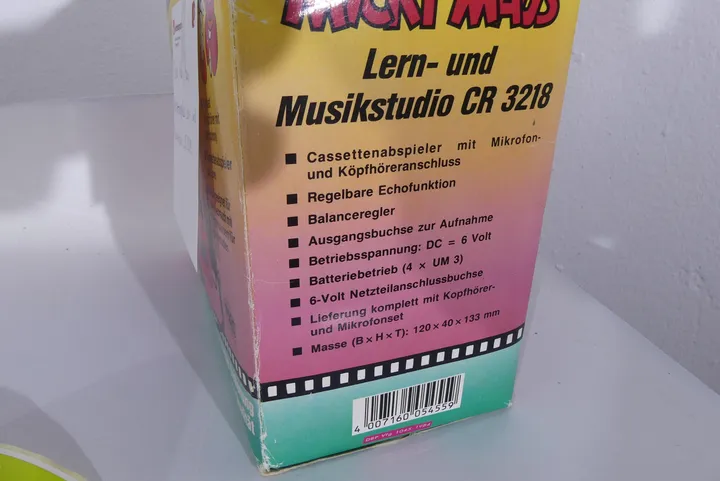 MICKY MAUS
Lern- und
Musikstudio CR 3218
■ Cassettenabspieler mit Mikrofon-
und Köpfhöreranschluss
■ Regelbare Echofunktion
■ Balanceregler
■ Ausgangsbuchse zur Aufnahme
■ Betriebsspannung: DC = 6 Volt
■ Batteriebetrieb (4 × UM 3)
■ 6-Volt Netzteilanschlussbuchse
■ Lieferung komplett mit Kopfhörer-
und Mikrofonset
■ Masse (B×H×T): 120×40×133 mm
4 007160 054559